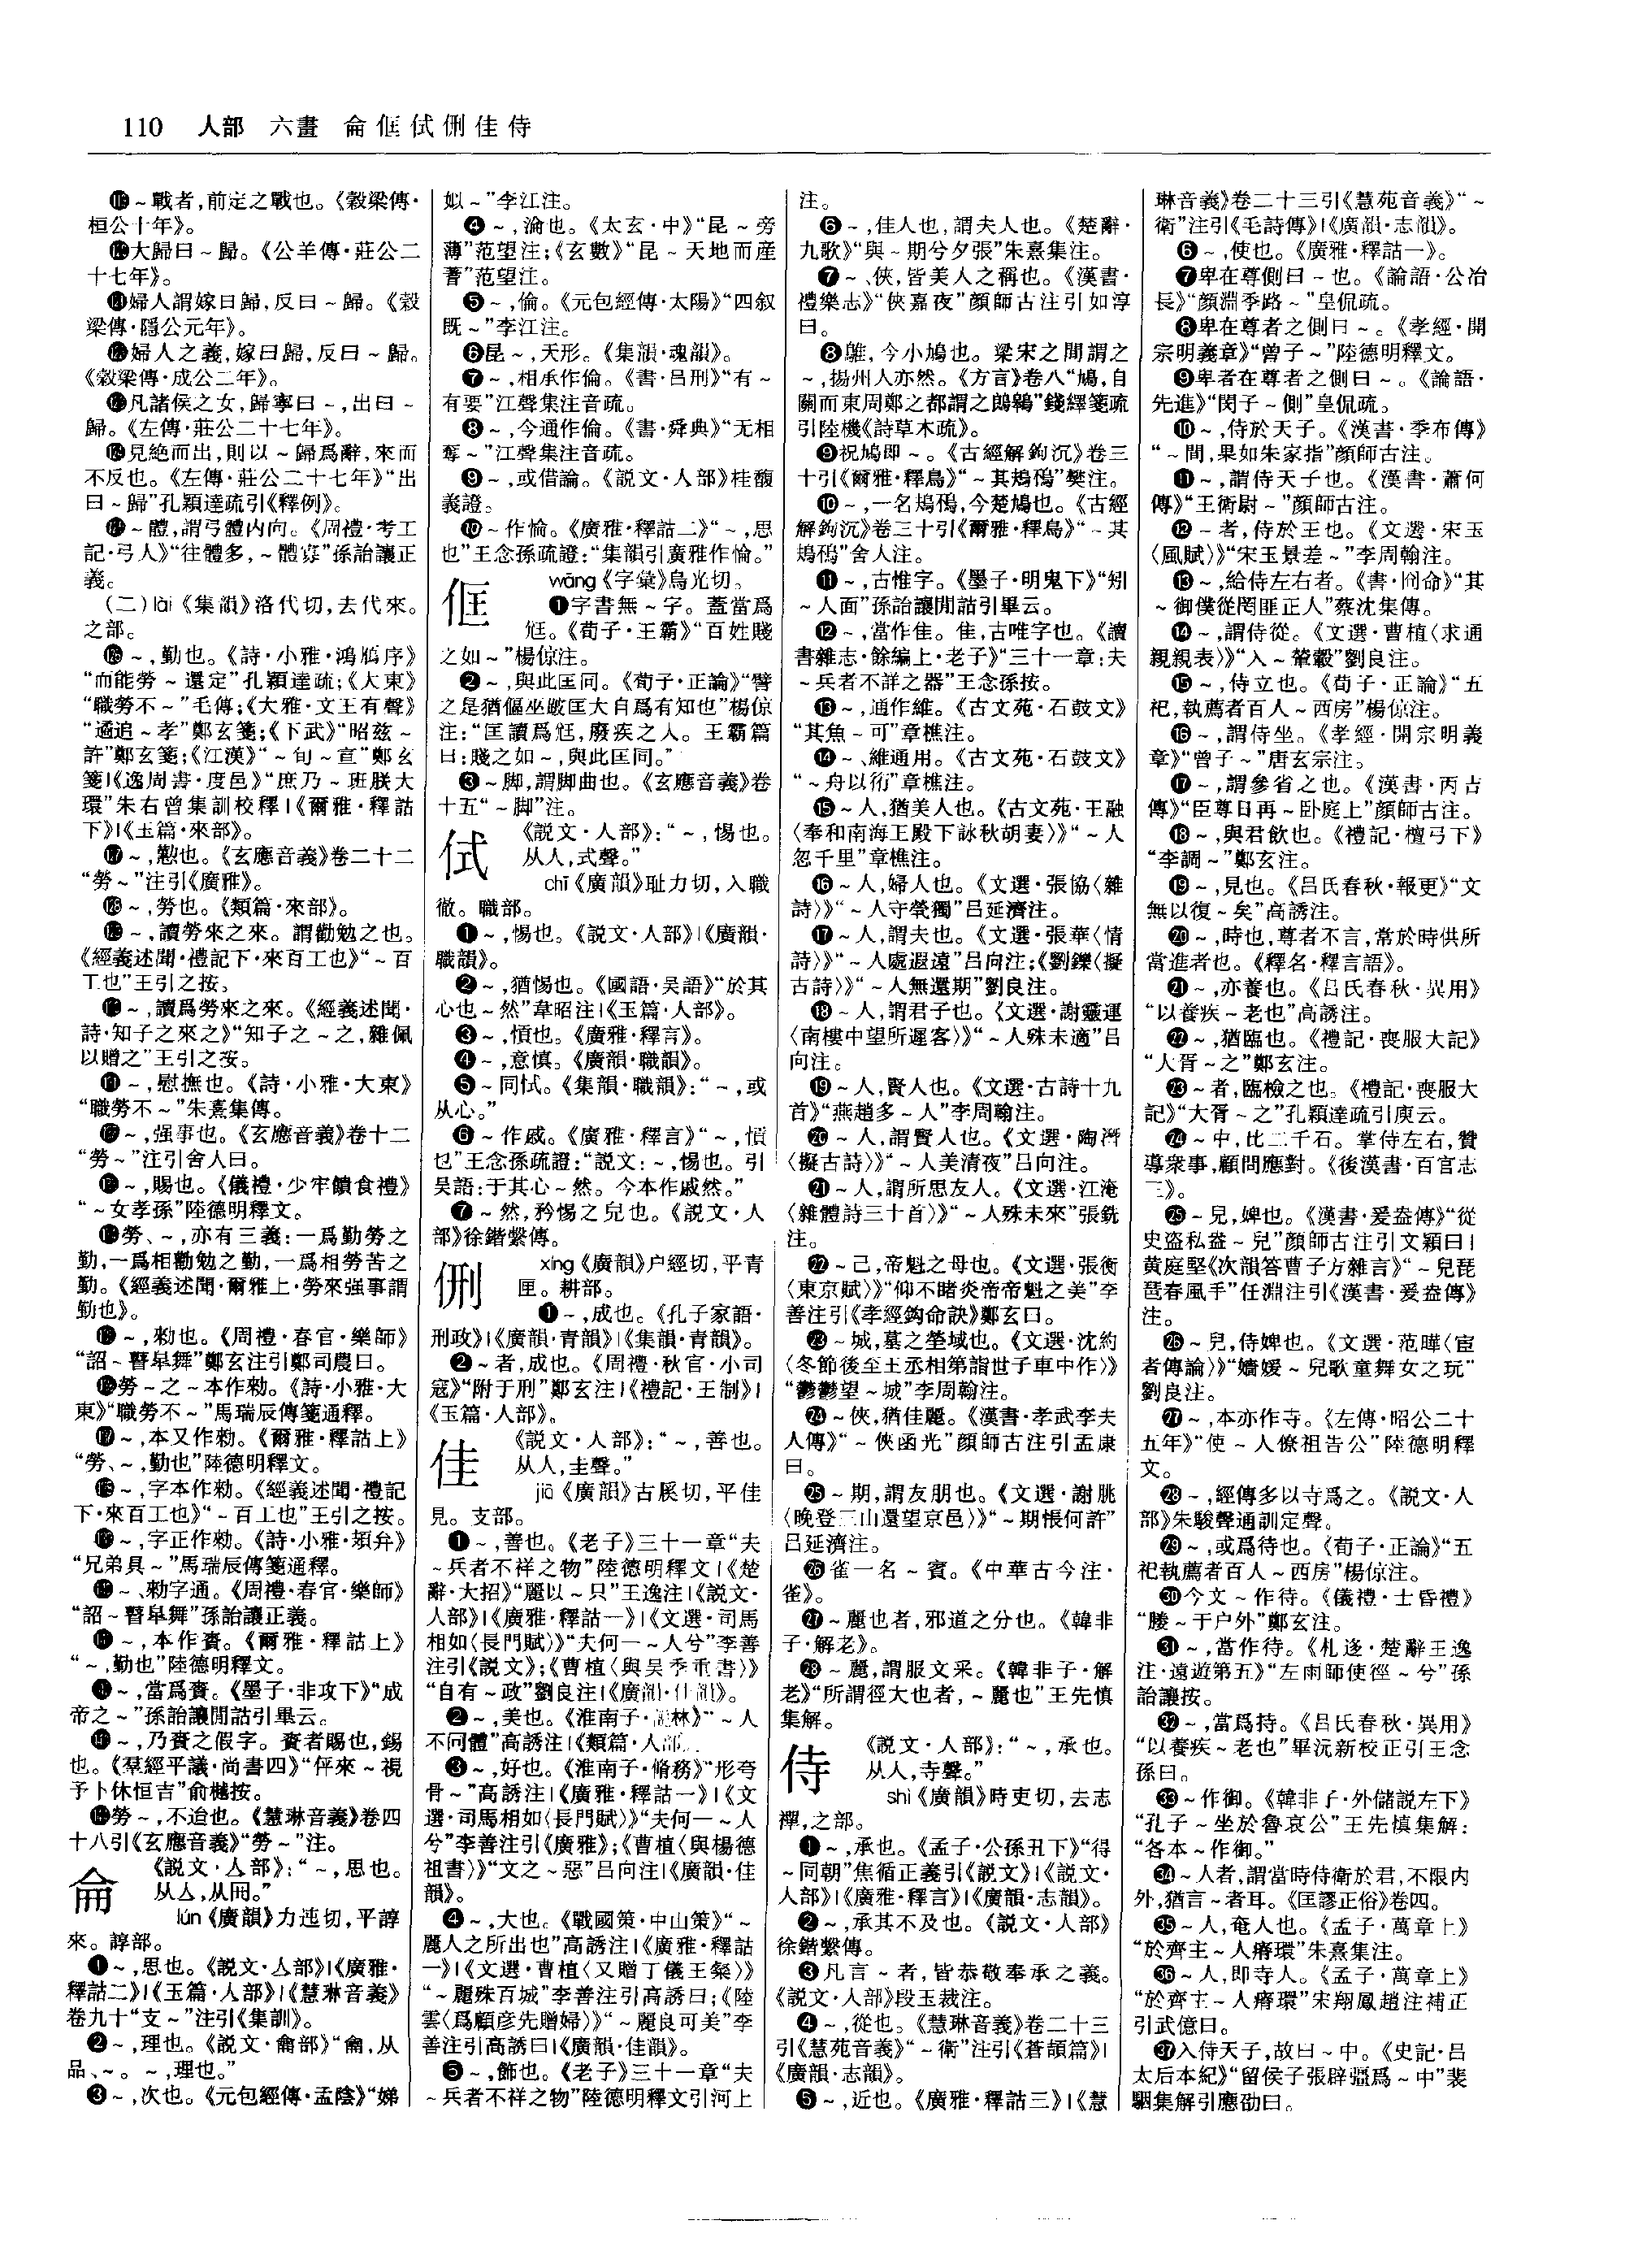 110 人部 六畫 侖 俇 侙 侀 佳 侍
~戰者,前定之戰也。《穀梁傳·
桓公十年》。
大歸曰~歸。《公羊傳·莊公二
十七年》。
婦人謂嫁曰歸,反曰~歸。《穀
梁傳·隱公元年》。
婦人之義,嫁曰歸,反曰~歸。
《穀梁傳·成公二年》。
凡諸侯之女,歸寧曰~,出曰~
歸。《左傳·莊公二十七年》。
見絶而出,則以~歸爲辭,來而
不反也。《左傳·莊公二十七年》“出
曰~歸”孔穎達疏引《釋例》。
~體,謂弓體内向。《周禮·考工
記·弓人》“往體多,~體寡”孫詒讓正
義。
(二)lài《集韻》洛代切,去代來。
之部。
~,勤也。《詩·小雅·鴻鴈序》
“而能勞~還定”孔穎達疏;《大東》
“職勞不~”毛傳;《大雅·文王有聲》
“遹追~孝”鄭玄箋;《下武》“昭兹~
許”鄭玄箋;《江漢》“~旬~宣”鄭玄
箋|《逸周書·度邑》“庶乃~班朕大
環”朱右曾集訓校釋|《爾雅·釋詁
下》|《玉篇·來部》。
~,懃也。《玄應音義》卷二十二
“勞~”注引《廣雅》。
~,勞也。《類篇·來部》。
~,讀勞來之來。謂勸勉之也。
《經義述聞·禮記下·來百工也》“~百
工也”王引之按。
~,讀爲勞來之來。《經義述聞·
詩·知子之來之》“知子之~之,雜佩
以贈之”王引之按。
~,慰撫也。《詩·小雅·大東》
“職勞不~”朱熹集傳。
~,强事也。《玄應音義》卷十二
“勞~”注引舍人曰。
~,賜也。《儀禮·少牢饋食禮》
“~女孝孫”陸德明釋文。
勞、~,亦有三義:一爲勤勞之
勤,一爲相勸勉之勤,一爲相勞苦之
勤。《經義述聞·爾雅上·勞來强事謂
勤也》。
~,勑也。《周禮·春官·樂師》
“詔~瞽臯舞”鄭玄注引鄭司農曰。
勞~之~本作勑。《詩·小雅·大
東》“職勞不~”馬瑞辰傳箋通釋。
~,本又作勑。《爾雅·釋詁上》
“勞、~,勤也”陸德明釋文。
~,字本作勑。《經義述聞·禮記
下·來百工也》“~百工也”王引之按。
~,字正作勑。《詩·小雅·頍弁》
“兄弟具~”馬瑞辰傳箋通釋。
~、勑字通。《周禮·春官·樂師》
“詔~瞽臯舞”孫詒讓正義。
~,本作賚。《爾雅·釋詁上》
“~,勤也”陸德明釋文。
~,當爲賚。《墨子·非攻下》“成
帝之~”孫詒讓閒詁引畢云。
~,乃賚之假字。賚者賜也,錫
也。《羣經平議·尚書四》“伻來~視
予卜休恒吉”俞樾按。
勞~,不迨也。《慧琳音義》卷四
十八引《玄應音義》“勞~”注。
侖
《説文·亼部》:“~,思也。
从亼,从冊。”
lún《廣韻》力迍切,平諄
來。諄部。
❶~,思也。《説文·亼部》|《廣雅·
釋詁二》|《玉篇·人部》|《慧琳音義》
卷九十“支~”注引《集訓》。
❷~,理也。《説文·龠部》“龠,从
品、~。~,理也。”
❸~,次也。《元包經傳·孟陰》“娣
姒~”李江注。
❹~,淪也。《太玄·中》“昆~旁
薄”范望注;《玄數》“昆~天地而産
蓍”范望注。
❺~,倫。《元包經傳·太陽》“四叙
既~”李江注。
❻昆~,天形。《集韻·魂韻》。
❼~,相承作倫。《書·吕刑》“有~
有要”江聲集注音疏。
❽~,今通作倫。《書·舜典》“无相
奪~”江聲集注音疏。
❾~,或借論。《説文·人部》桂馥
義證。
❿~作惀。《廣雅·釋詁二》“~,思
也”王念孫疏證:“集韻引廣雅作惀。”
俇
wāng《字彙》烏光切。
❶字書無~字。蓋當爲
尪。《荀子·王霸》“百姓賤
之如~”楊倞注。
❷~,與此匡同。《荀子·正論》“譬
之是猶傴巫跛匡大自爲有知也”楊倞
注:“匡讀爲尪,廢疾之人。王霸篇
曰:賤之如~,與此匡同。”
❸~脚,謂脚曲也。《玄應音義》卷
十五“~脚”注。
侙
《説文·人部》:“~,惕也。
从人,式聲。”
chì《廣韻》恥力切,入職
徹。職部。
❶~,惕也。《説文·人部》|《廣韻·
職韻》。
❷~,猶惕也。《國語·吴語》“於其
心也~然”韋昭注|《玉篇·人部》。
❸~,慎也。《廣雅·釋言》。
❹~,意慎。《廣韻·職韻》。
❺~同恜。《集韻·職韻》:“~,或
从心。”
❻~作慼。《廣雅·釋言》“~,慎
也”王念孫疏證:“説文:~,惕也。引
吴語:于其心~然。今本作戚然。”
❼~然,矜惕之皃也。《説文·人
部》徐鍇繫傳。
侀
xíng《廣韻》户經切,平青
匣。耕部。
❶~,成也。《孔子家語·
刑政》|《廣韻·青韻》|《集韻·青韻》。
❷~者,成也。《周禮·秋官·小司
寇》“附于刑”鄭玄注|《禮記·王制》|
《玉篇·人部》。
佳
《説文·人部》:“~,善也。
从人,圭聲。”
jiā《廣韻》古膎切,平佳
見。支部。
❶~,善也。《老子》三十一章“夫
~兵者不祥之物”陸德明釋文|《楚
辭·大招》“麗以~只”王逸注|《説文·
人部》|《廣雅·釋詁一》|《文選·司馬
相如〈長門賦〉》“夫何一~人兮”李善
注引《説文》;《曹植〈與吴季重書〉》
“自有~政”劉良注|《廣韻·佳韻》。
❷~,美也。《淮南子·説林》“~人
不同體”高誘注|《類篇·人部》。
❸~,好也。《淮南子·脩務》“形夸
骨~”高誘注|《廣雅·釋詁一》|《文
選·司馬相如〈長門賦〉》“夫何一~人
兮”李善注引《廣雅》;《曹植〈與楊德
祖書〉》“文之~惡”吕向注|《廣韻·佳
韻》。
❹~,大也。《戰國策·中山策》“~
麗人之所出也”高誘注|《廣雅·釋詁
一》|《文選·曹植〈又贈丁儀王粲〉》
“~麗殊百城”李善注引高誘曰;《陸
雲〈爲顧彦先贈婦〉》“~麗良可美”李
善注引高誘曰|《廣韻·佳韻》。
❺~,飾也。《老子》三十一章“夫
~兵者不祥之物”陸德明釋文引河上
注。
❻~,佳人也,謂夫人也。《楚辭·
九歌》“與~期兮夕張”朱熹集注。
❼~、俠,皆美人之稱也。《漢書·
禮樂志》“俠嘉夜”顔師古注引如淳
曰。
❽鵻,今小鳩也。梁宋之間謂之
~,揚州人亦然。《方言》卷八“鳩,自
關而東周鄭之都謂之鵖鶝”錢繹箋疏
引陸機《詩草木疏》。
❾祝鳩即~。《古經解鉤沉》卷三
十引《爾雅·釋鳥》“~其鳺鴀”樊注。
❿~,一名鳺鴀,今楚鳩也。《古經
解鉤沉》卷三十引《爾雅·釋鳥》“~其
鳺鴀”舍人注。
⓫~,古惟字。《墨子·明鬼下》“矧
~人面”孫詒讓閒詁引畢云。
⓬~,當作隹。隹,古唯字也。《讀
書雜志·餘編上·老子》“三十一章:夫
~兵者不詳之器”王念孫按。
⓭~,通作維。《古文苑·石鼓文》
“其魚~可”章樵注。
⓮~、維通用。《古文苑·石鼓文》
“~舟以衍”章樵注。
⓯~人,猶美人也。《古文苑·王融
〈奉和南海王殿下詠秋胡妻〉》“~人
忽千里”章樵注。
⓰~人,婦人也。《文選·張協〈雜
詩〉》“~人守煢獨”吕延濟注。
⓱~人,謂夫也。《文選·張華〈情
詩〉》“~人處遐遠”吕向注;《劉鑠〈擬
古詩〉》“~人無還期”劉良注。
⓲~人,謂君子也。《文選·謝靈運
〈南樓中望所遲客〉》“~人殊未適”吕
向注。
⓳~人,賢人也。《文選·古詩十九
首》“燕趙多~人”李周翰注。
⓴~人,謂賢人也。《文選·陶潛
〈擬古詩〉》“~人美清夜”吕向注。
㉑~人,謂所思友人。《文選·江淹
〈雜體詩三十首〉》“~人殊未來”張銑
注。
㉒~己,帝魁之母也。《文選·張衡
〈東京賦〉》“仰不睹炎帝帝魁之美”李
善注引《孝經鉤命訣》鄭玄曰。
㉓~城,墓之塋域也。《文選·沈約
〈冬節後至丞相第詣世子車中作〉》
“鬱鬱望~城”李周翰注。
㉔~俠,猶佳麗。《漢書·孝武李夫
人傳》“~俠函光”顔師古注引孟康
曰。
㉕~期,謂友朋也。《文選·謝朓
〈晚登三山還望京邑〉》“~期悵何許”
吕延濟注。
㉖雀一名~賓。《中華古今注·
雀》。
㉗~麗也者,邪道之分也。《韓非
子·解老》。
㉘~麗,謂服文采。《韓非子·解
老》“所謂徑大也者,~麗也”王先慎
集解。
侍
《説文·人部》:“~,承也。
从人,寺聲。”
shì《廣韻》時吏切,去志
禪,之部。
❶~,承也。《孟子·公孫丑下》“得
~同朝”焦循正義引《説文》|《説文·
人部》|《廣雅·釋言》|《廣韻·志韻》。
❷~,承其不及也。《説文·人部》
徐鍇繫傳。
❸凡言~者,皆恭敬奉承之義。
《説文·人部》段玉裁注。
❹~,從也。《慧琳音義》卷二十三
引《慧苑音義》“~衛”注引《蒼頡篇》|
《廣韻·志韻》。
❺~,近也。《廣雅·釋詁三》|《慧
琳音義》卷二十三引《慧苑音義》“~
衛”注引《毛詩傳》|《廣韻·志韻》。
❻~,使也。《廣雅·釋詁一》。
❼卑在尊側曰~也。《論語·公冶
長》“顔淵季路~”皇侃疏。
❽卑在尊者之側曰~。《孝經·開
宗明義章》“曾子~”陸德明釋文。
❾卑者在尊者之側曰~。《論語·
先進》“閔子~側”皇侃疏。
❿~,侍於天子。《漢書·季布傳》
“~間,果如朱家指”顔師古注。
⓫~,謂侍天子也。《漢書·蕭何
傳》“王衛尉~”顔師古注。
⓬~者,侍於王也。《文選·宋玉
〈風賦〉》“宋玉景差~”李周翰注。
⓭~,給侍左右者。《書·冏命》“其
~御僕從罔匪正人”蔡沈集傳。
⓮~,謂侍從。《文選·曹植〈求通
親親表〉》“入~輦轂”劉良注。
⓯~,侍立也。《荀子·正論》“五
祀,執薦者百人~西房”楊倞注。
⓰~,謂侍坐。《孝經·開宗明義
章》“曾子~”唐玄宗注。
⓱~,謂參省之也。《漢書·丙吉
傳》“臣尊日再~卧庭上”顔師古注。
⓲~,與君飲也。《禮記·檀弓下》
“李調~”鄭玄注。
⓳~,見也。《吕氏春秋·報更》“文
無以復~矣”高誘注。
⓴~,時也,尊者不言,常於時供所
當進者也。《釋名·釋言語》。
㉑~,亦養也。《吕氏春秋·異用》
“以養疾~老也”高誘注。
㉒~,猶臨也。《禮記·喪服大記》
“大胥~之”鄭玄注。
㉓~者,臨檢之也。《禮記·喪服大
記》“大胥~之”孔穎達疏引庾云。
㉔~中,比二千石。掌侍左右,贊
導衆事,顧問應對。《後漢書·百官志
三》。
㉕~兒,婢也。《漢書·爰盎傳》“從
史盗私盎~兒”顔師古注引文穎曰|
黄庭堅《次韻答曹子方雜言》“~兒琵
琶春風手”任淵注引《漢書·爰盎傳》
注。
㉖~兒,侍婢也。《文選·范曄〈宦
者傳論〉》“嬙媛~兒歌童舞女之玩”
劉良注。
㉗~,本亦作寺。《左傳·昭公二十
五年》“使~人僚祖告公”陸德明釋
文。
㉘~,經傳多以寺爲之。《説文·人
部》朱駿聲通訓定聲。
㉙~,或爲待也。《荀子·正論》“五
祀執薦者百人~西房”楊倞注。
㉚今文~作待。《儀禮·士昏禮》
“媵~于户外”鄭玄注。
㉛~,當作待。《札迻·楚辭王逸
注·遠遊第五》“左雨師使徑~兮”孫
詒讓按。
㉜~,當爲持。《吕氏春秋·異用》
“以養疾~老也”畢沅新校正引王念
孫曰。
㉝~作御。《韓非子·外儲説左下》
“孔子~坐於魯哀公”王先慎集解:
“各本~作御。”
㉞~人者,謂當時侍衛於君,不限内
外,猶言~者耳。《匡謬正俗》卷四。
㉟~人,奄人也。《孟子·萬章上》
“於齊主~人瘠環”朱熹集注。
㊱~人,即寺人。《孟子·萬章上》
“於齊主~人瘠環”宋翔鳳趙注補正
引武億曰。
㊲入侍天子,故曰~中。《史記·吕
太后本紀》“留侯子張辟彊爲~中”裴
駰集解引應劭曰。